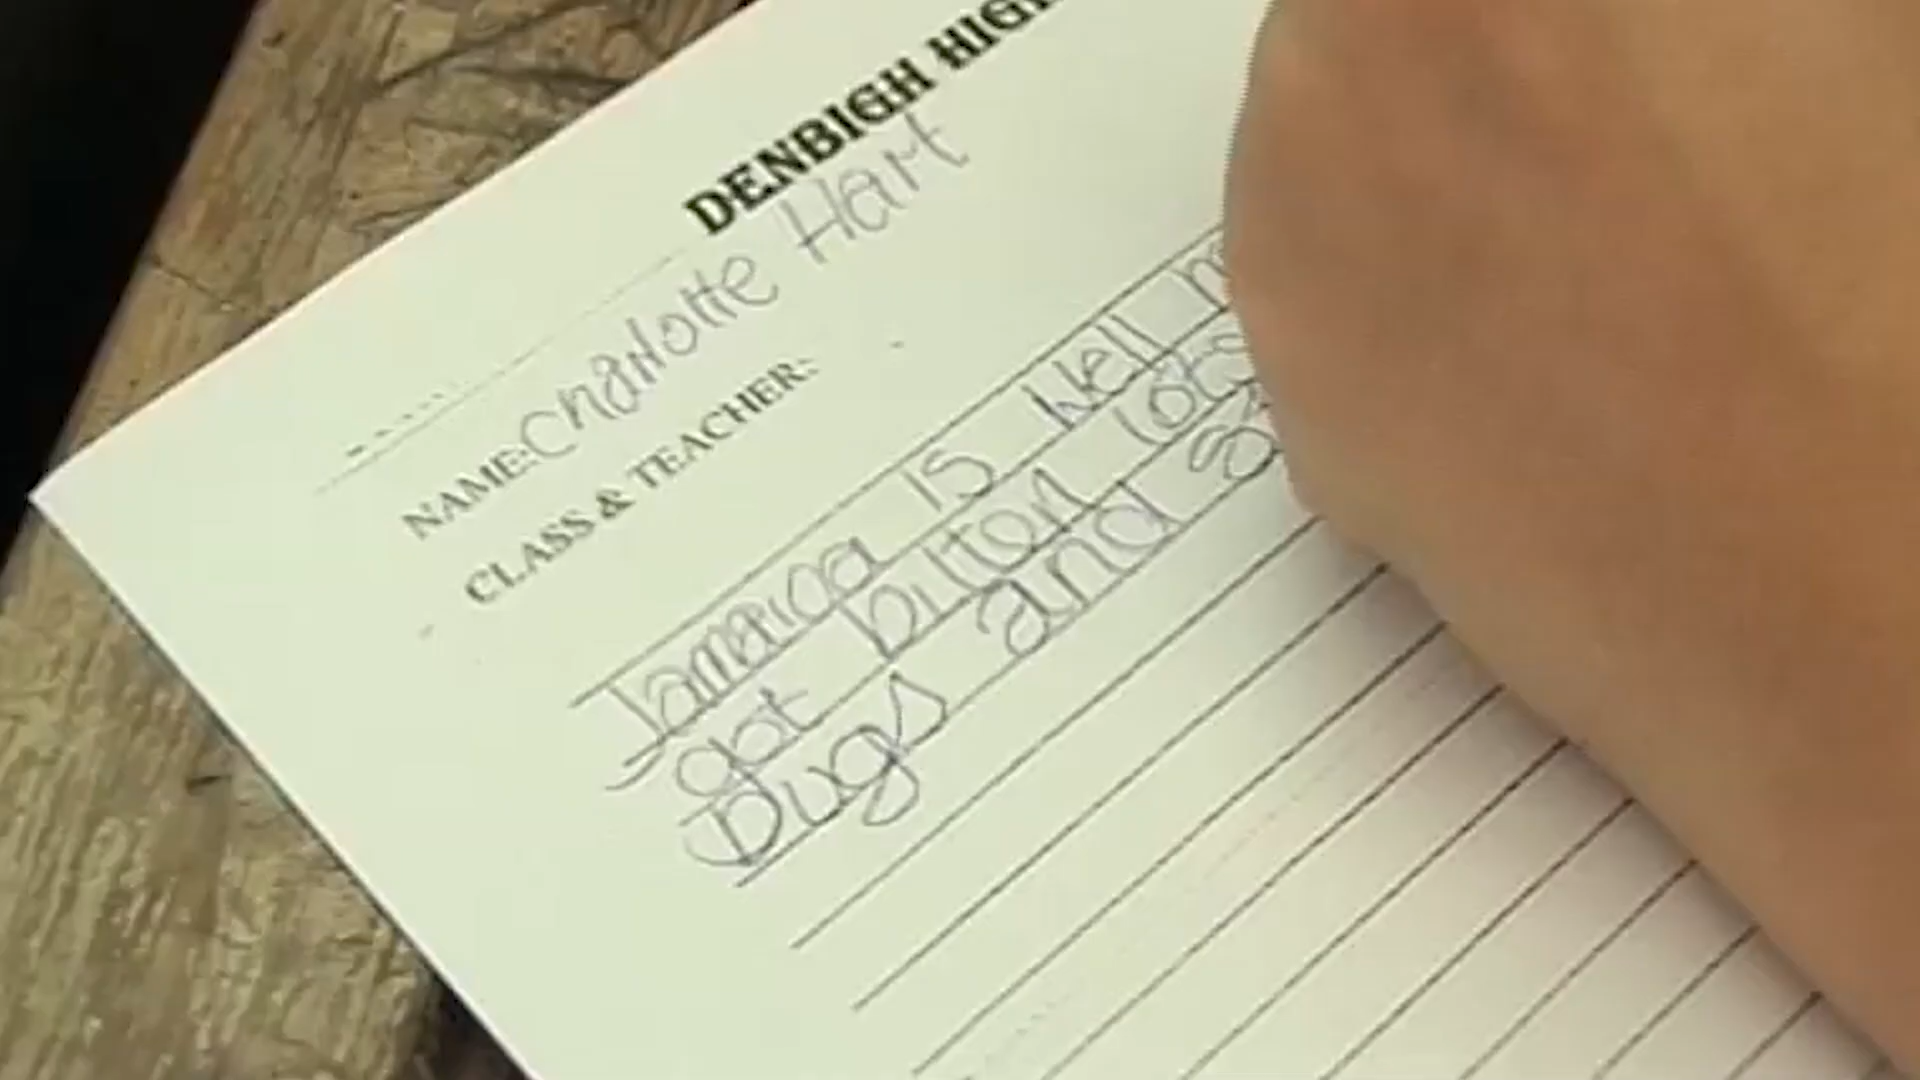 DENBIGH HIGH
NAME: Charlotte Hart
CLASS & TEACHER:
Jamaica is Well
got bitten lots
Bugs and